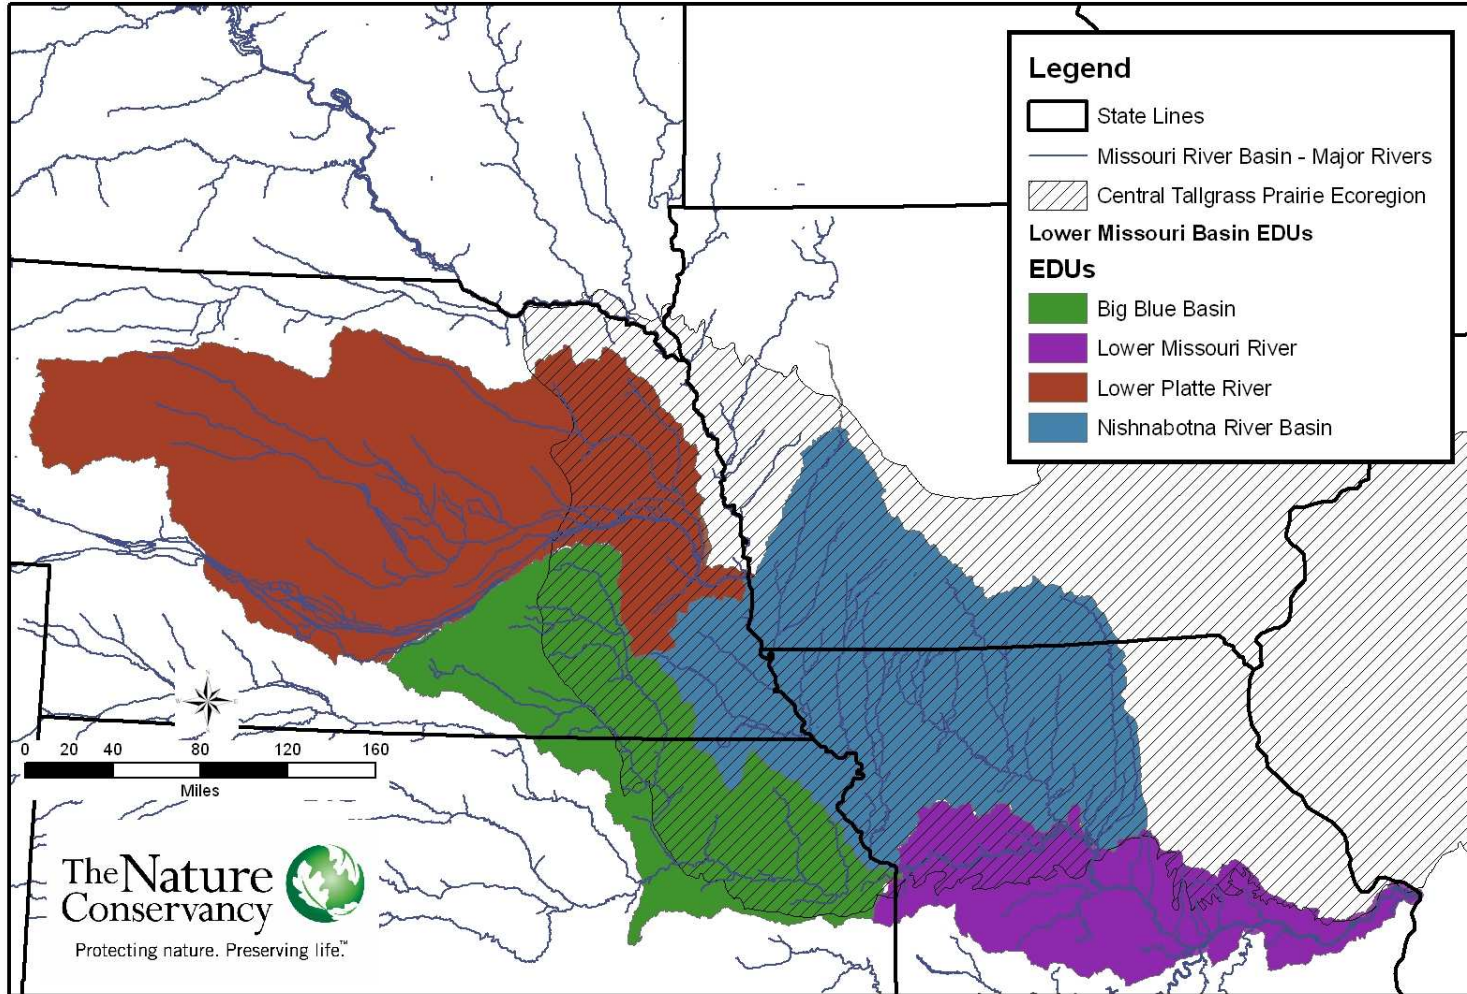 Legend
State Lines
Missouri River Basin - Major Rivers
Central Tallgrass Prairie Ecoregion
Lower Missouri Basin EDUs
EDUs
Big Blue Basin
Lower Missouri River
Lower Platte River
Nishnabotna River Basin
0 20 40 80 120 160
Miles
The Nature
Conservancy
Protecting nature. Preserving life.™